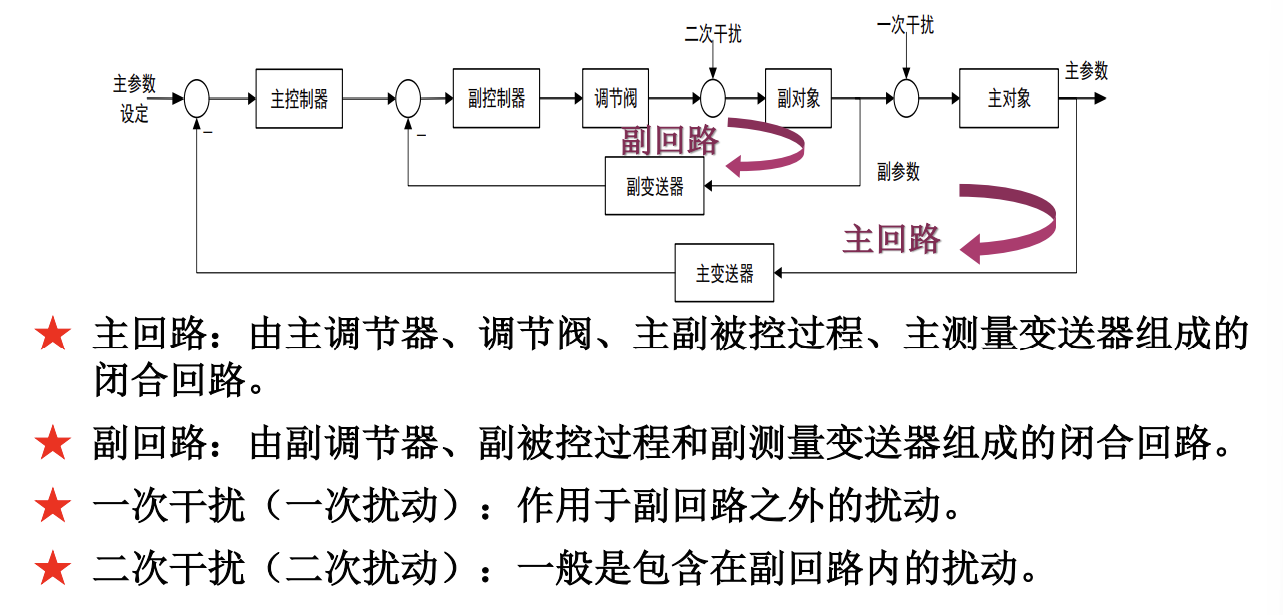 二次干扰
一次干扰
主参数
设定
主控制器
副控制器
调节阀
副对象
主对象
主参数
副回路
副变送器
副参数
主回路
主变送器
★ 主回路：由主调节器、调节阀、主副被控过程、主测量变送器组成的
闭合回路。
★ 副回路：由副调节器、副被控过程和副测量变送器组成的闭合回路。
★ 一次干扰（一次扰动）：作用于副回路之外的扰动。
★ 二次干扰（二次扰动）：一般是包含在副回路内的扰动。